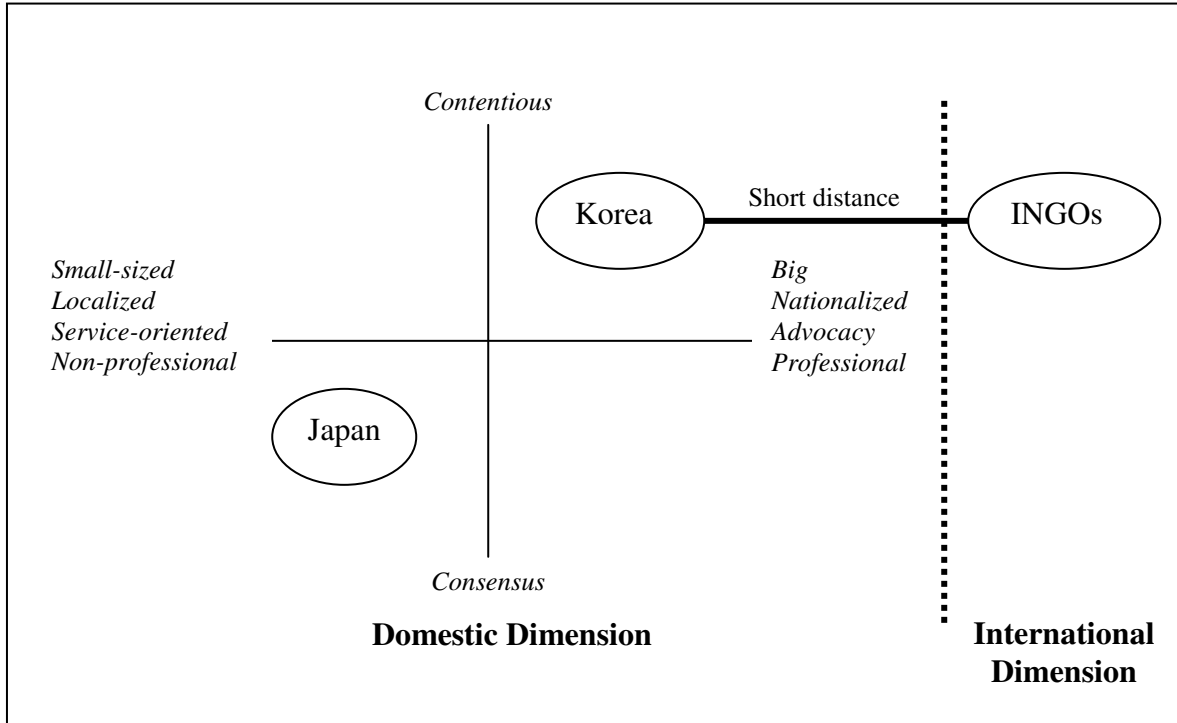 Contentious
Korea
Short distance
INGOs
Small-sized
Localized
Service-oriented
Non-professional
Big
Nationalized
Advocacy
Professional
Japan
Consensus
Domestic Dimension
International
Dimension